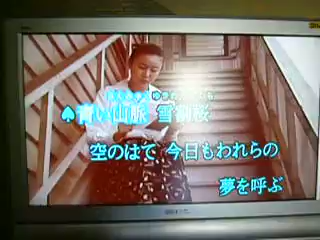 ♠青い山脈 雪割桜
空のはて 今日もわれらの
夢を呼ぶ